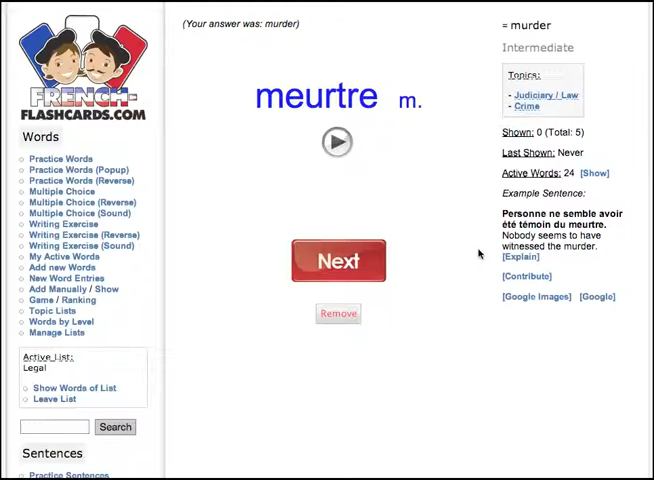 FRENCH-
FLASHCARDS.COM
Words
Practice Words
Practice Words (Popup)
Practice Words (Reverse)
Multiple Choice
Multiple Choice (Reverse)
Multiple Choice (Sound)
Writing Exercise
Writing Exercise (Reverse)
Writing Exercise (Sound)
My Active Words
Add new Words
New Word Entries
Add Manually / Show
Game / Ranking
Topic Lists
Words by Level
Manage Lists
Active List:
Legal
Show Words of List
Leave List
Search
Sentences
Practice Sentences
(Your answer was: murder)
meurtre m.
Next
Remove
= murder
Intermediate
Topics:
- Judiciary / Law
- Crime
Shown: 0 (Total: 5)
Last Shown: Never
Active Words: 24 [Show]
Example Sentence:
Personne ne semble avoir
été témoin du meurtre.
Nobody seems to have
witnessed the murder.
[Explain]
[Contribute]
[Google Images] [Google]